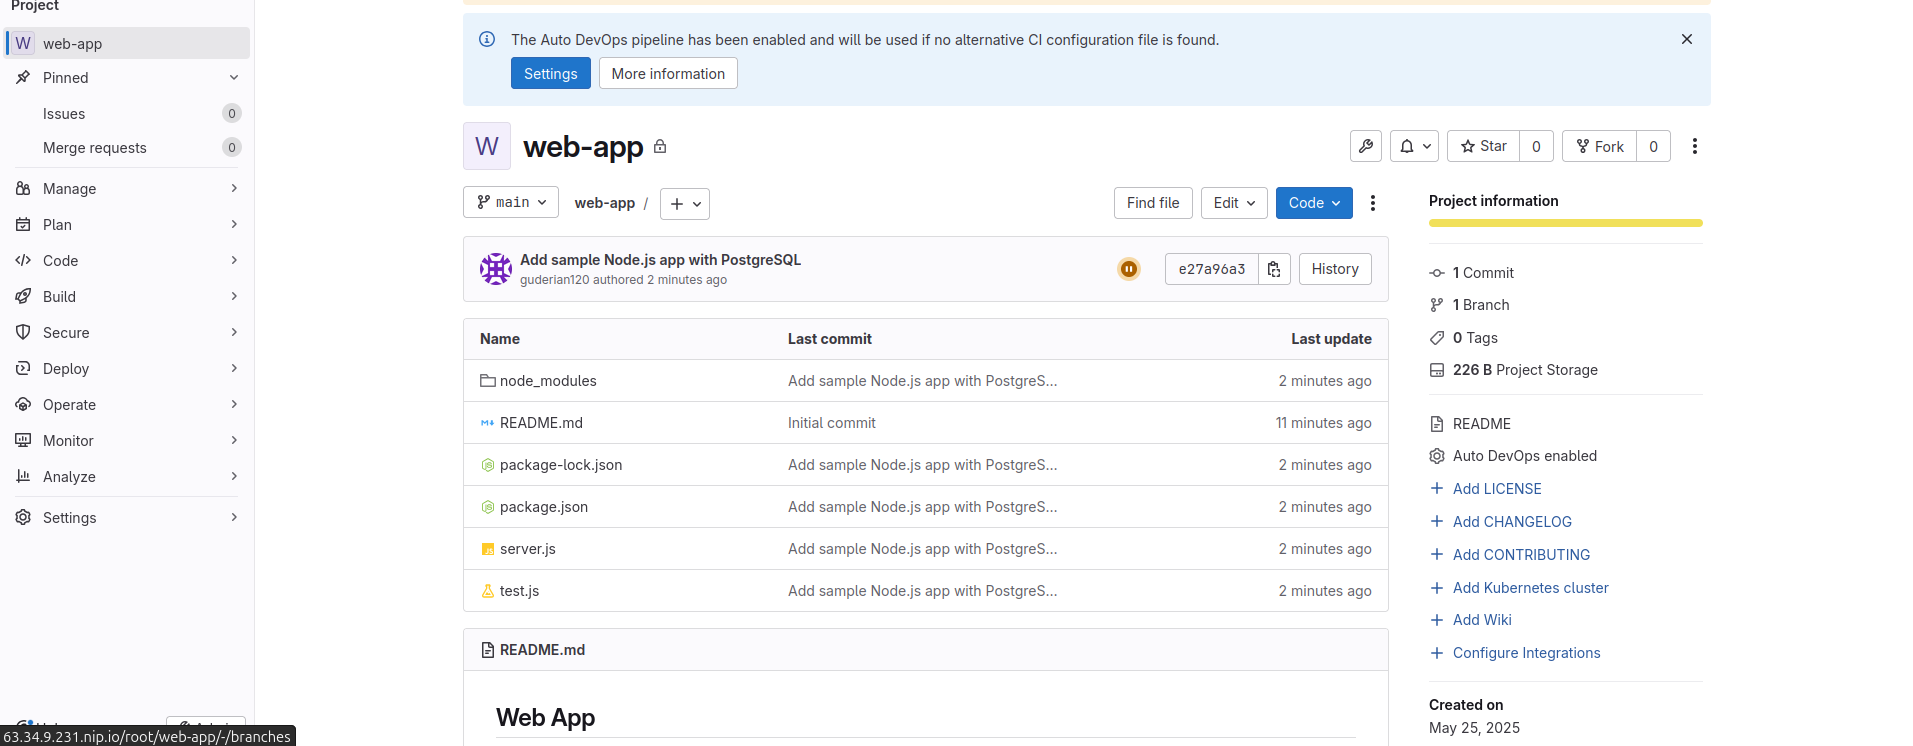 Project
W web-app
Pinned
Issues 0
Merge requests 0
Manage
Plan
Code
Build
Secure
Deploy
Operate
Monitor
Analyze
Settings
63.34.9.231.nip.io/root/web-app/-/branches
The Auto DevOps pipeline has been enabled and will be used if no alternative CI configuration file is found.
Settings More information
W web-app
Star 0 Fork 0
main web-app / Find file Edit Code
Add sample Node.js app with PostgreSQL
guderian120 authored 2 minutes ago
e27a96a3 History
Name Last commit Last update
node_modules Add sample Node.js app with PostgreS... 2 minutes ago
README.md Initial commit 11 minutes ago
package-lock.json Add sample Node.js app with PostgreS... 2 minutes ago
package.json Add sample Node.js app with PostgreS... 2 minutes ago
server.js Add sample Node.js app with PostgreS... 2 minutes ago
test.js Add sample Node.js app with PostgreS... 2 minutes ago
README.md
Web App
Project information
1 Commit
1 Branch
0 Tags
226 B Project Storage
README
Auto DevOps enabled
Add LICENSE
Add CHANGELOG
Add CONTRIBUTING
Add Kubernetes cluster
Add Wiki
Configure Integrations
Created on
May 25, 2025